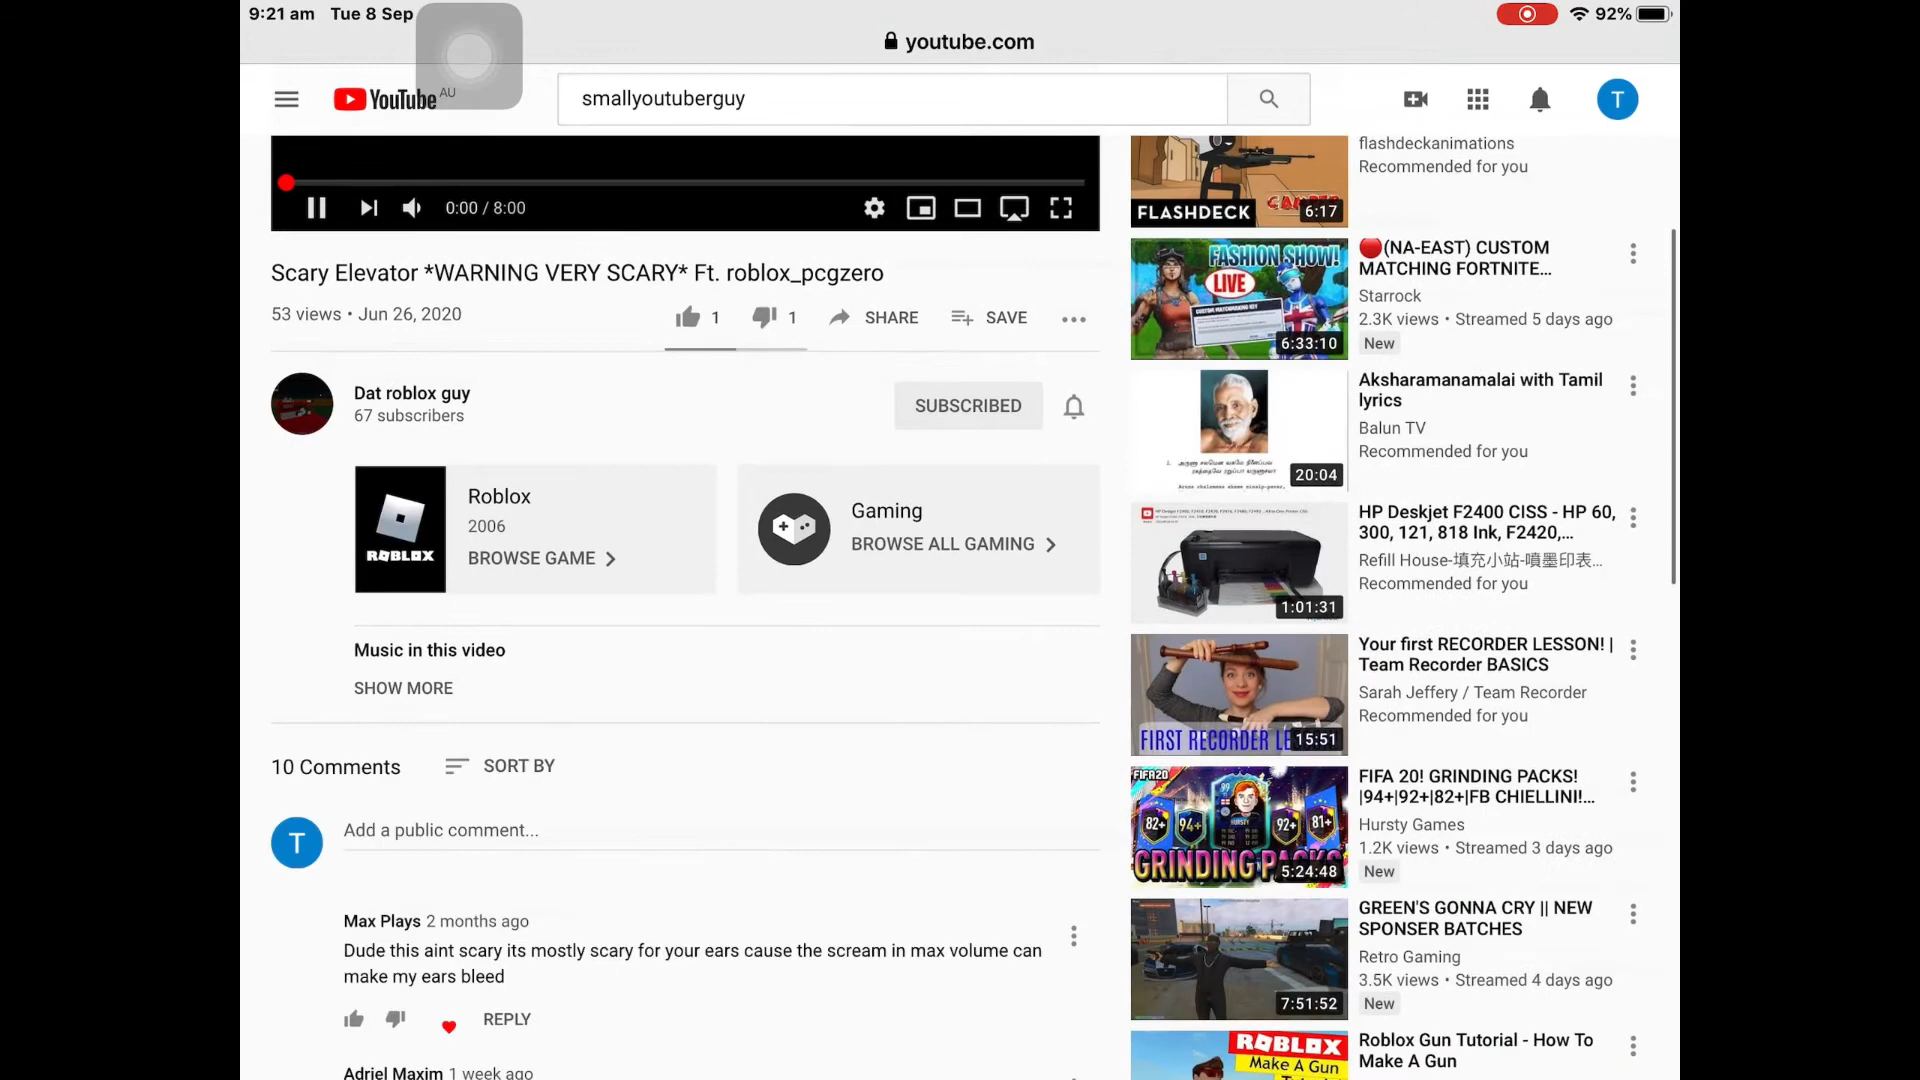 9:21 am Tue 8 Sep
92%
youtube.com
YouTube AU
smallyoutuberguy
T
0:00 / 8:00
Scary Elevator *WARNING VERY SCARY* Ft. roblox_pcgzero
53 views • Jun 26, 2020
1
1
SHARE
SAVE
Dat roblox guy
67 subscribers
SUBSCRIBED
ROBLOX
Roblox
2006
BROWSE GAME
Gaming
BROWSE ALL GAMING
Music in this video
SHOW MORE
10 Comments
SORT BY
T
Add a public comment...
Max Plays 2 months ago
Dude this aint scary its mostly scary for your ears cause the scream in max volume can
make my ears bleed
REPLY
Adriel Maxim 1 week ago
FLASHDECK
6:17
flashdeckanimations
Recommended for you
FASHION SHOW!
LIVE
6:33:10
(NA-EAST) CUSTOM
MATCHING FORTNITE...
Starrock
2.3K views • Streamed 5 days ago
New
20:04
Aksharamanamalai with Tamil
lyrics
Balun TV
Recommended for you
1:01:31
HP Deskjet F2400 CISS - HP 60,
300, 121, 818 Ink, F2420,...
Refill House-填充小站-噴墨印表...
Recommended for you
FIRST RECORDER LE
15:51
Your first RECORDER LESSON! |
Team Recorder BASICS
Sarah Jeffery / Team Recorder
Recommended for you
FIFA20
99
HURSTY
82+
94+
92+
81+
GRINDING PACKS
5:24:48
FIFA 20! GRINDING PACKS!
|94+|92+|82+|FB CHIELLINI!...
Hursty Games
1.2K views • Streamed 3 days ago
New
7:51:52
GREEN'S GONNA CRY || NEW
SPONSER BATCHES
Retro Gaming
3.5K views • Streamed 4 days ago
New
ROBLOX
Make A Gun
Roblox Gun Tutorial - How To
Make A Gun